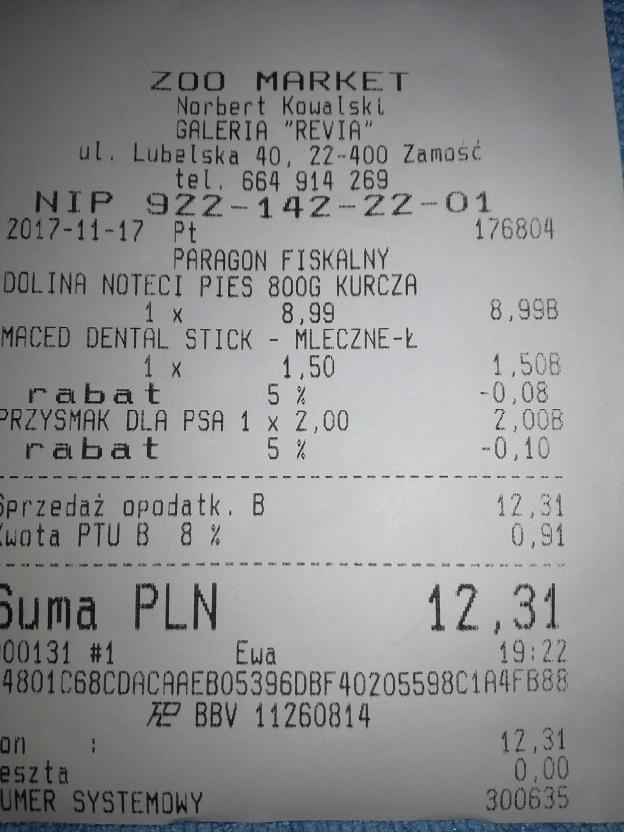 ZOO MARKET
Norbert Kowalski
GALERIA "REVIA"
ul. Lubelska 40, 22-400 Zamość
tel. 664 914 269
NIP 922-142-22-01
2017-11-17 Pt 176804
PARAGON FISKALNY
DOLINA NOTECI PIES 800G KURCZA
1 x 8,99 8,99B
MACED DENTAL STICK - MLECZNE-Ł
1 x 1,50 1,50B
rabat 5 % -0,08
PRZYSMAK DLA PSA 1 x 2,00 2,00B
rabat 5 % -0,10
Sprzedaż opodatk. B 12,31
Kwota PTU B 8 % 0,91
Suma PLN 12,31
000131 #1 Ewa 19:22
4801C68CDACAAEB05396DBF40205598C1A4FB88
BBV 11260814
on : 12,31
eszta 0,00
UMER SYSTEMOWY 300635